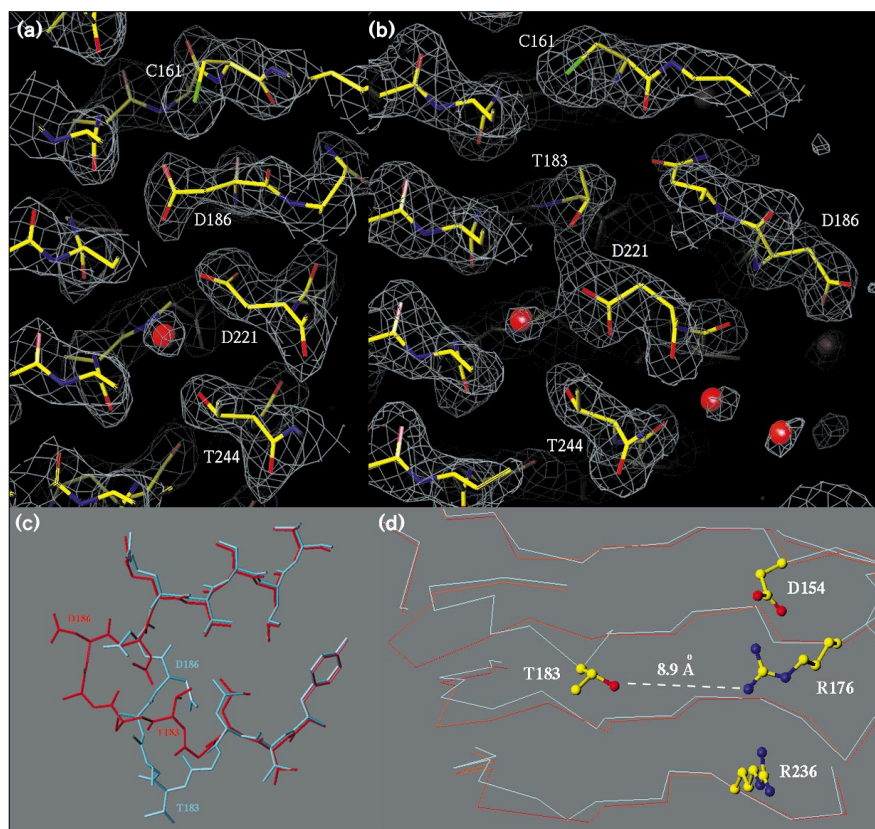 (a)
C161
D186
D221
T244
(b)
C161
T183
D186
D221
T244
(c)
D186
D186
T183
T183
(d)
D154
T183
8.9 Å
R176
R236